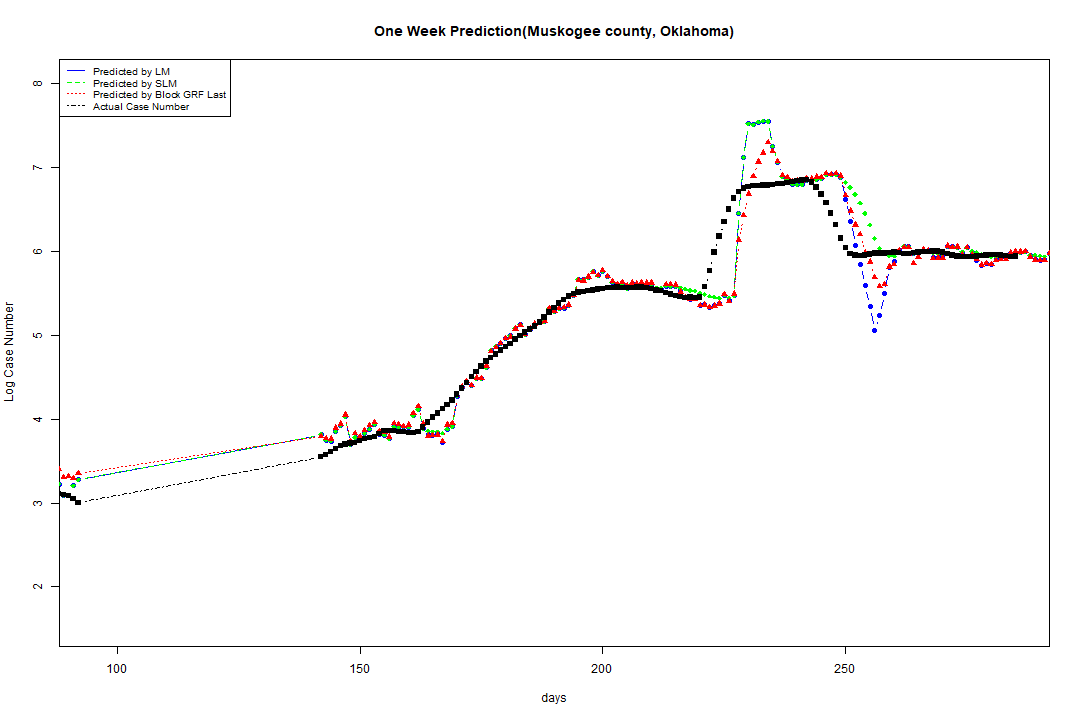 One Week Prediction(Muskogee county, Oklahoma)
Predicted by LM
Predicted by SLM
Predicted by Block GRF Last
Actual Case Number
8
7
6
5
4
3
2
Log Case Number
100 150 200 250
days